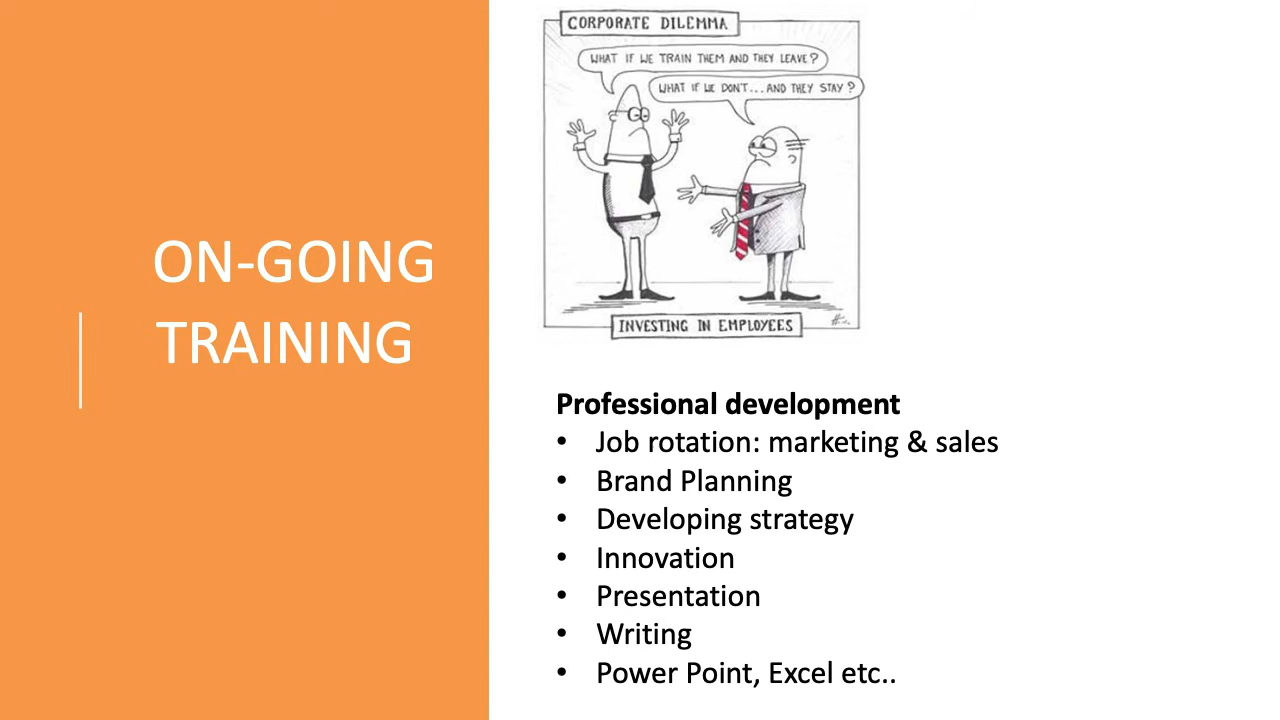 ON-GOING
TRAINING
CORPORATE DILEMMA
WHAT IF WE TRAIN THEM AND THEY LEAVE?
WHAT IF WE DON'T...AND THEY STAY?
INVESTING IN EMPLOYEES
Professional development
• Job rotation: marketing & sales
• Brand Planning
• Developing strategy
• Innovation
• Presentation
• Writing
• Power Point, Excel etc..